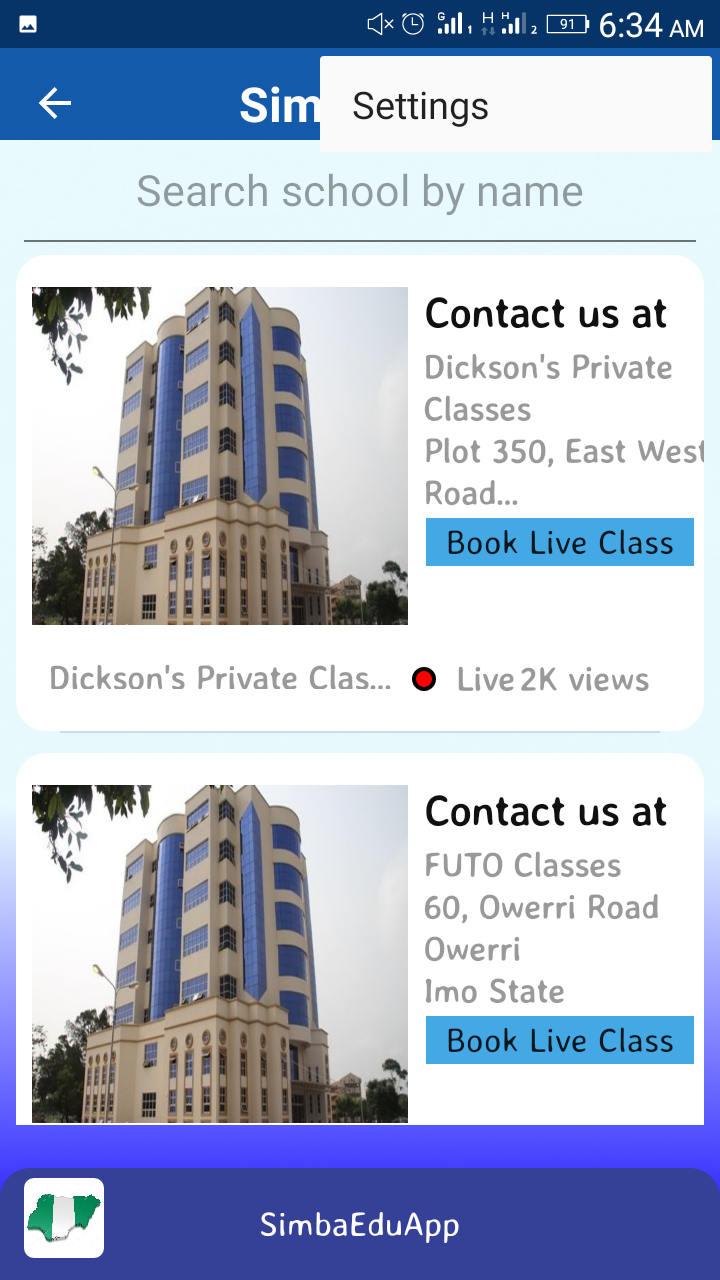 G 1 H H 2 91 6:34 AM
Sim
Settings
Search school by name
Contact us at
Dickson's Private
Classes
Plot 350, East West
Road...
Book Live Class
Dickson's Private Clas... Live 2K views
Contact us at
FUTO Classes
60, Owerri Road
Owerri
Imo State
Book Live Class
SimbaEduApp